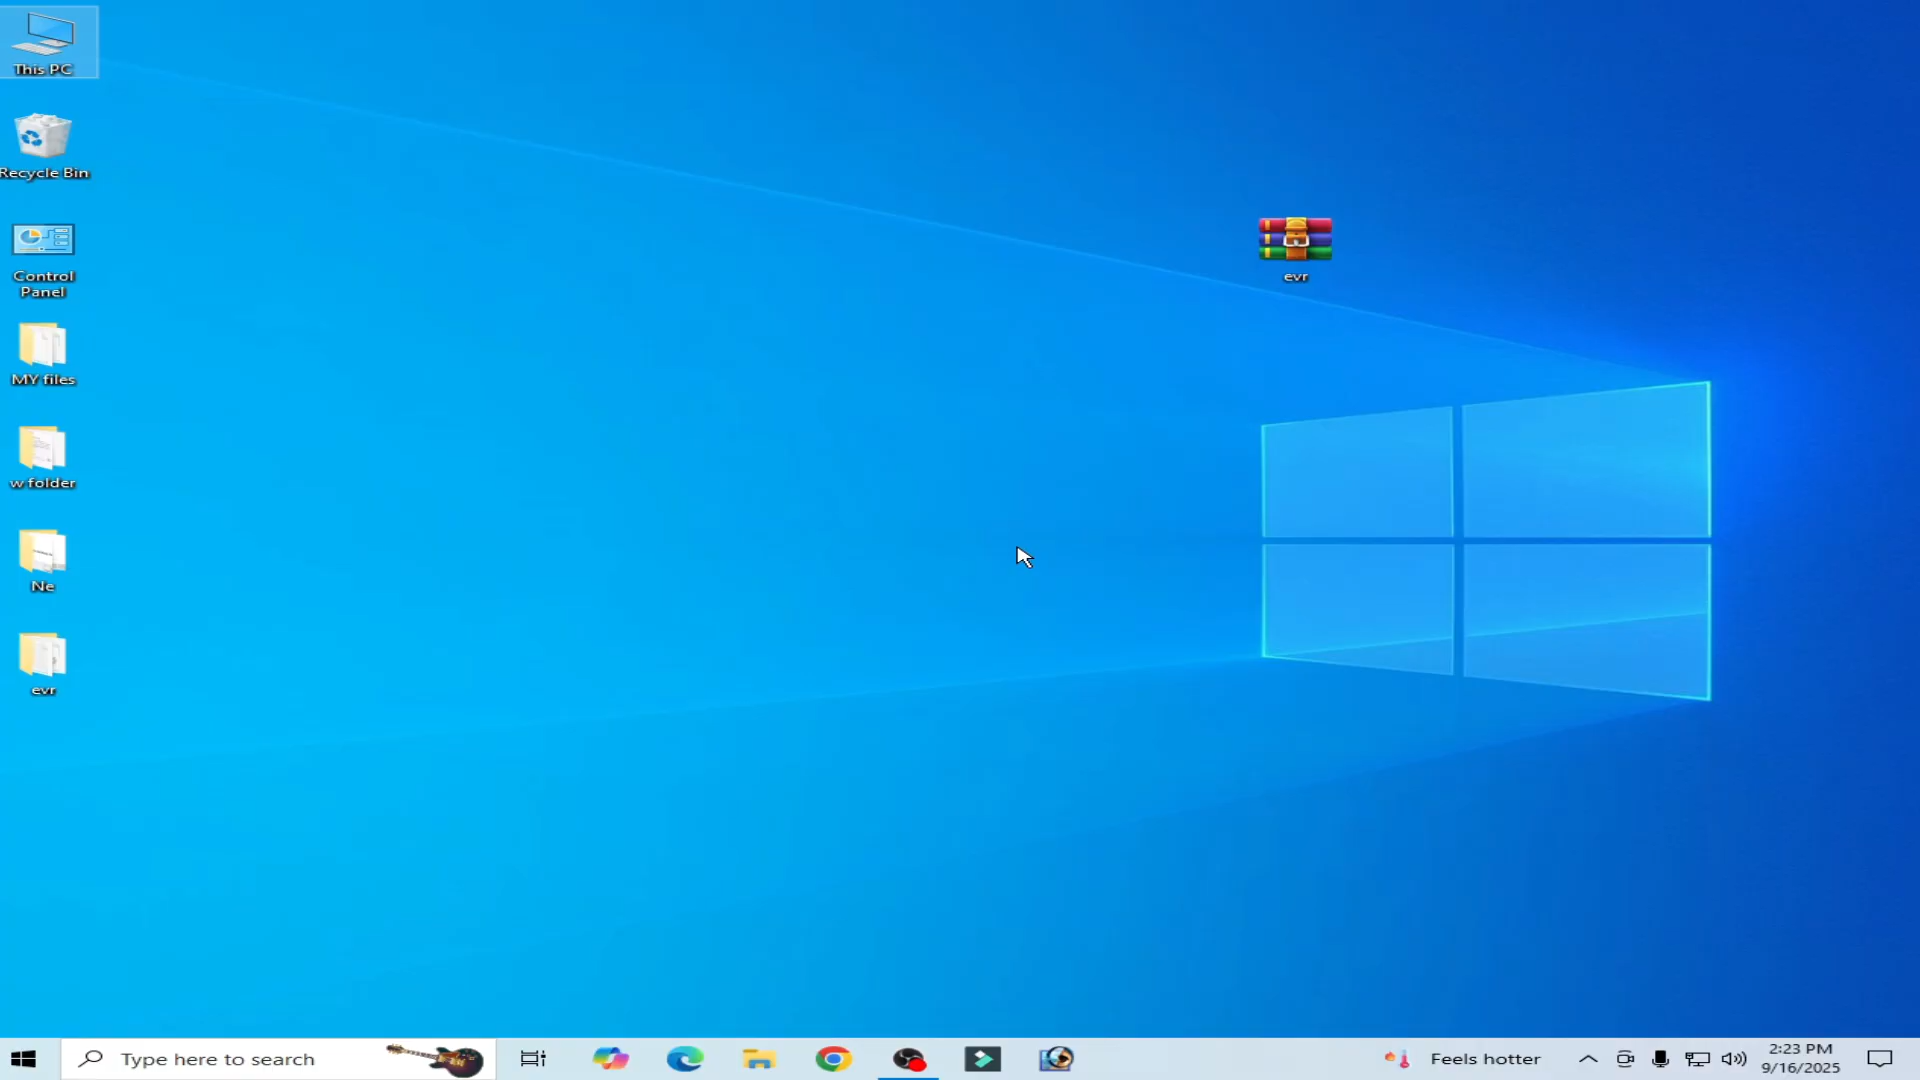 This PC
Recycle Bin
Control
Panel
MY files
w folder
Ne
evr
evr
Type here to search
Feels hotter
2:23 PM
9/16/2025